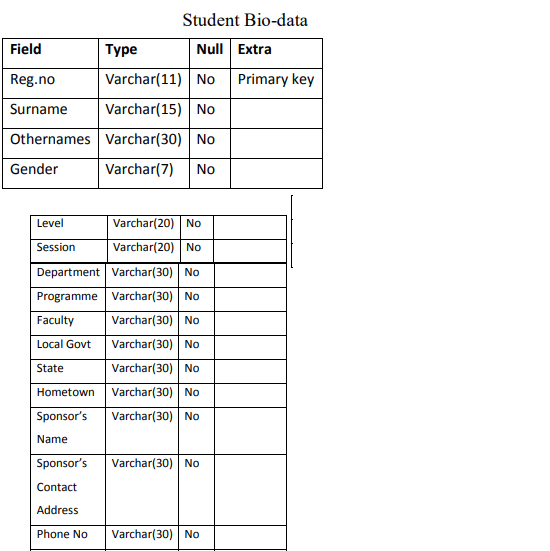 Student Bio-data
Field Type Null Extra
Reg.no Varchar(11) No Primary key
Surname Varchar(15) No
Othernames Varchar(30) No
Gender Varchar(7) No
Level Varchar(20) No
Session Varchar(20) No
Department Varchar(30) No
Programme Varchar(30) No
Faculty Varchar(30) No
Local Govt Varchar(30) No
State Varchar(30) No
Hometown Varchar(30) No
Sponsor's Varchar(30) No
Name
Sponsor's Varchar(30) No
Contact
Address
Phone No Varchar(30) No